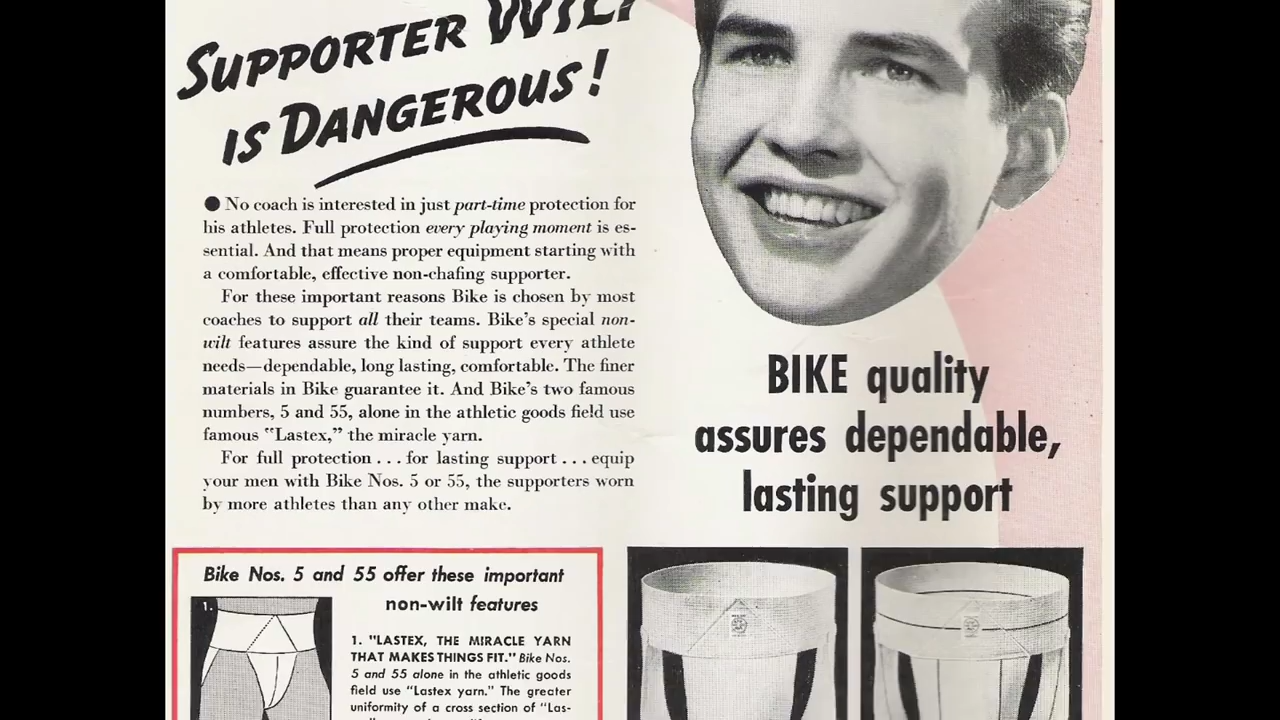 SUPPORTER WILT
IS DANGEROUS!
● No coach is interested in just part-time protection for
his athletes. Full protection every playing moment is es-
sential. And that means proper equipment starting with
a comfortable, effective non-chafing supporter.
For these important reasons Bike is chosen by most
coaches to support all their teams. Bike's special non-
wilt features assure the kind of support every athlete
needs—dependable, long lasting, comfortable. The finer
materials in Bike guarantee it. And Bike's two famous
numbers, 5 and 55, alone in the athletic goods field use
famous "Lastex," the miracle yarn.
For full protection . . . for lasting support . . . equip
your men with Bike Nos. 5 or 55, the supporters worn
by more athletes than any other make.
BIKE quality
assures dependable,
lasting support
Bike Nos. 5 and 55 offer these important
non-wilt features
1.
1. "LASTEX, THE MIRACLE YARN
THAT MAKES THINGS FIT." Bike Nos.
5 and 55 alone in the athletic goods
field use "Lastex yarn." The greater
uniformity of a cross section of "Las-